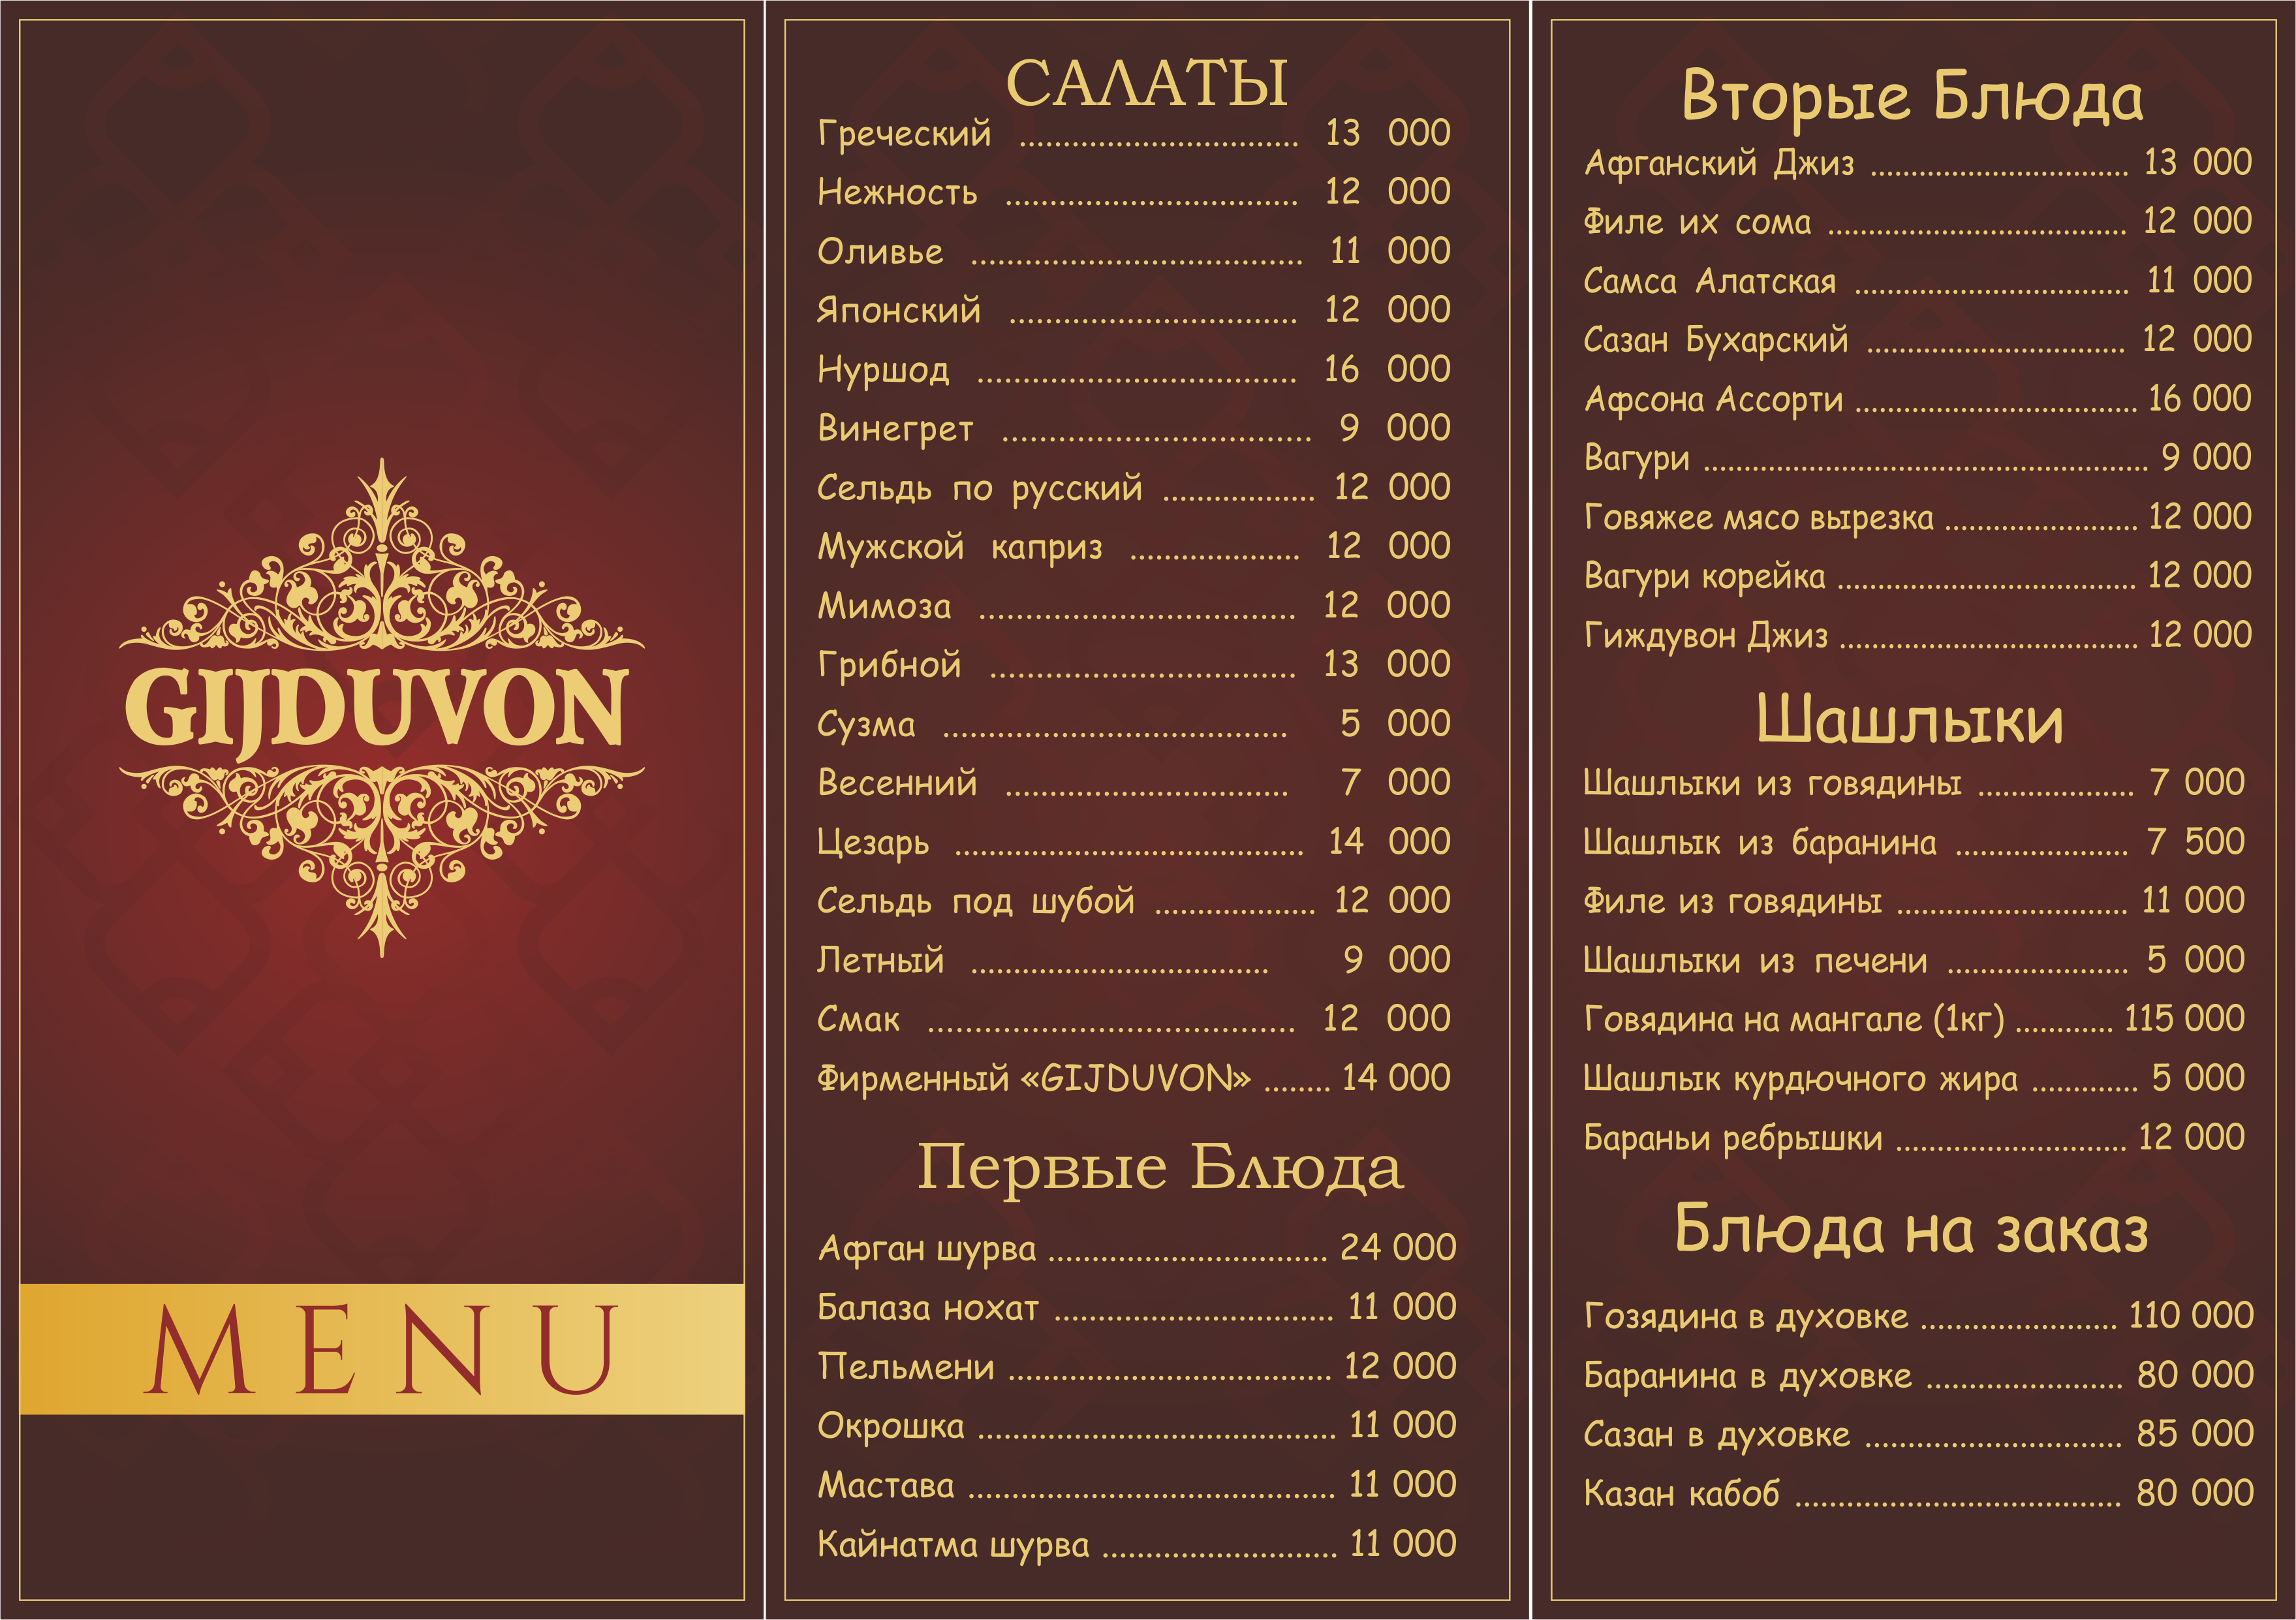 GIJDUVON
MENU
САЛАТЫ
Греческий ............................... 13 000
Нежность ................................ 12 000
Оливье ..................................... 11 000
Японский ................................ 12 000
Нуршод ................................... 16 000
Винегрет .................................. 9 000
Сельдь по русский ................. 12 000
Мужской каприз ................... 12 000
Мимоза ................................... 12 000
Грибной .................................. 13 000
Сузма ...................................... 5 000
Весенний ............................... 7 000
Цезарь ....................................... 14 000
Сельдь под шубой .................. 12 000
Летный ................................. 9 000
Смак ......................................... 12 000
Фирменный «GIJDUVON» ........ 14 000
Первые Блюда
Афган шурва ................................ 24 000
Балаза нохат ................................ 11 000
Пельмени ..................................... 12 000
Окрошка ......................................... 11 000
Мастава .......................................... 11 000
Кайнатма шурва ........................... 11 000
Вторые Блюда
Афганский Джиз ................................ 13 000
Филе их сома ..................................... 12 000
Самса Алатская .................................. 11 000
Сазан Бухарский ................................ 12 000
Афсона Ассорти ................................... 16 000
Вагури ....................................................... 9 000
Говяжее мясо вырезка ........................ 12 000
Вагури корейка ..................................... 12 000
Гиждувон Джиз ..................................... 12 000
Шашлыки
Шашлыки из говядины ................... 7 000
Шашлык из баранина ..................... 7 500
Филе из говядины ............................ 11 000
Шашлыки из печени ...................... 5 000
Говядина на мангале (1кг) ............ 115 000
Шашлык курдючного жира ............. 5 000
Бараньи ребрышки ............................ 12 000
Блюда на заказ
Гозядина в духовке ........................ 110 000
Баранина в духовке ........................ 80 000
Сазан в духовке ................................ 85 000
Казан кабоб ........................................ 80 000